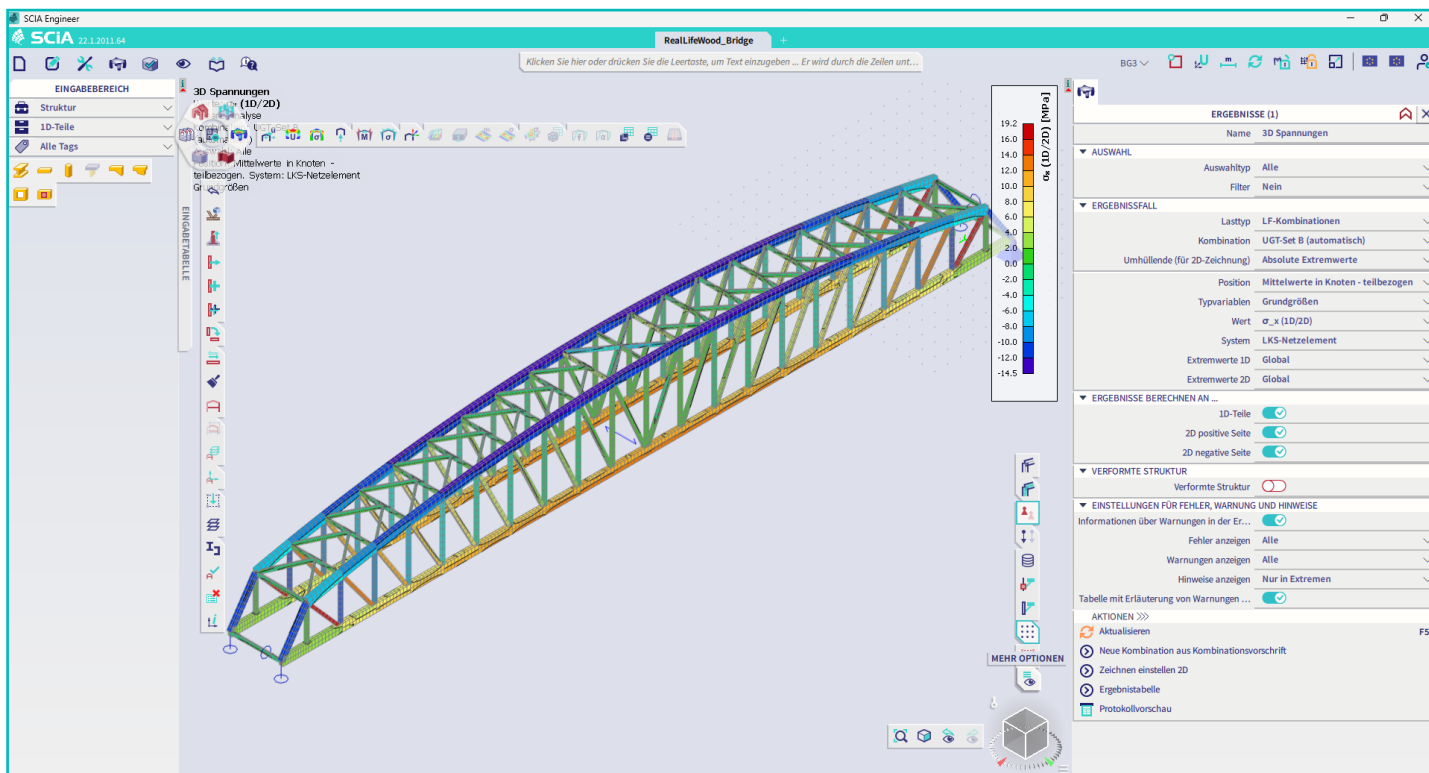 SCIA Engineer
SCiA 22.1.2011.64
RealLifeWood_Bridge
Klicken Sie hier oder drücken Sie die Leertaste, um Text einzugeben ... Er wird durch die Zeilen unt...
BG3
EINGABEBEREICH
Struktur
1D-Teile
Alle Tags
EINGABETABELLE
3D Spannungen
(1D/2D)
Mittelwerte in Knoten -
teilbezogen. System: LKS-Netzelement
σx (1D/2D) [MPa]
19.2
16.0
14.0
12.0
10.0
8.0
6.0
4.0
2.0
0.0
-2.0
-4.0
-6.0
-8.0
-10.0
-12.0
-14.5
MEHR OPTIONEN
ERGEBNISSE (1)
Name 3D Spannungen
AUSWAHL
Auswahltyp Alle
Filter Nein
ERGEBNISSFALL
Lasttyp LF-Kombinationen
Kombination UGT-Set B (automatisch)
Umhüllende (für 2D-Zeichnung) Absolute Extremwerte
Position Mittelwerte in Knoten - teilbezogen
Typvariablen Grundgrößen
Wert σ_x (1D/2D)
System LKS-Netzelement
Extremwerte 1D Global
Extremwerte 2D Global
ERGEBNISSE BERECHNEN AN ...
1D-Teile
2D positive Seite
2D negative Seite
VERFORMTE STRUKTUR
Verformte Struktur
EINSTELLUNGEN FÜR FEHLER, WARNUNG UND HINWEISE
Informationen über Warnungen in der Er...
Fehler anzeigen Alle
Warnungen anzeigen Alle
Hinweise anzeigen Nur in Extremen
Tabelle mit Erläuterung von Warnungen ...
AKTIONEN >>>
Aktualisieren F5
Neue Kombination aus Kombinationsvorschrift
Zeichnen einstellen 2D
Ergebnistabelle
Protokollvorschau